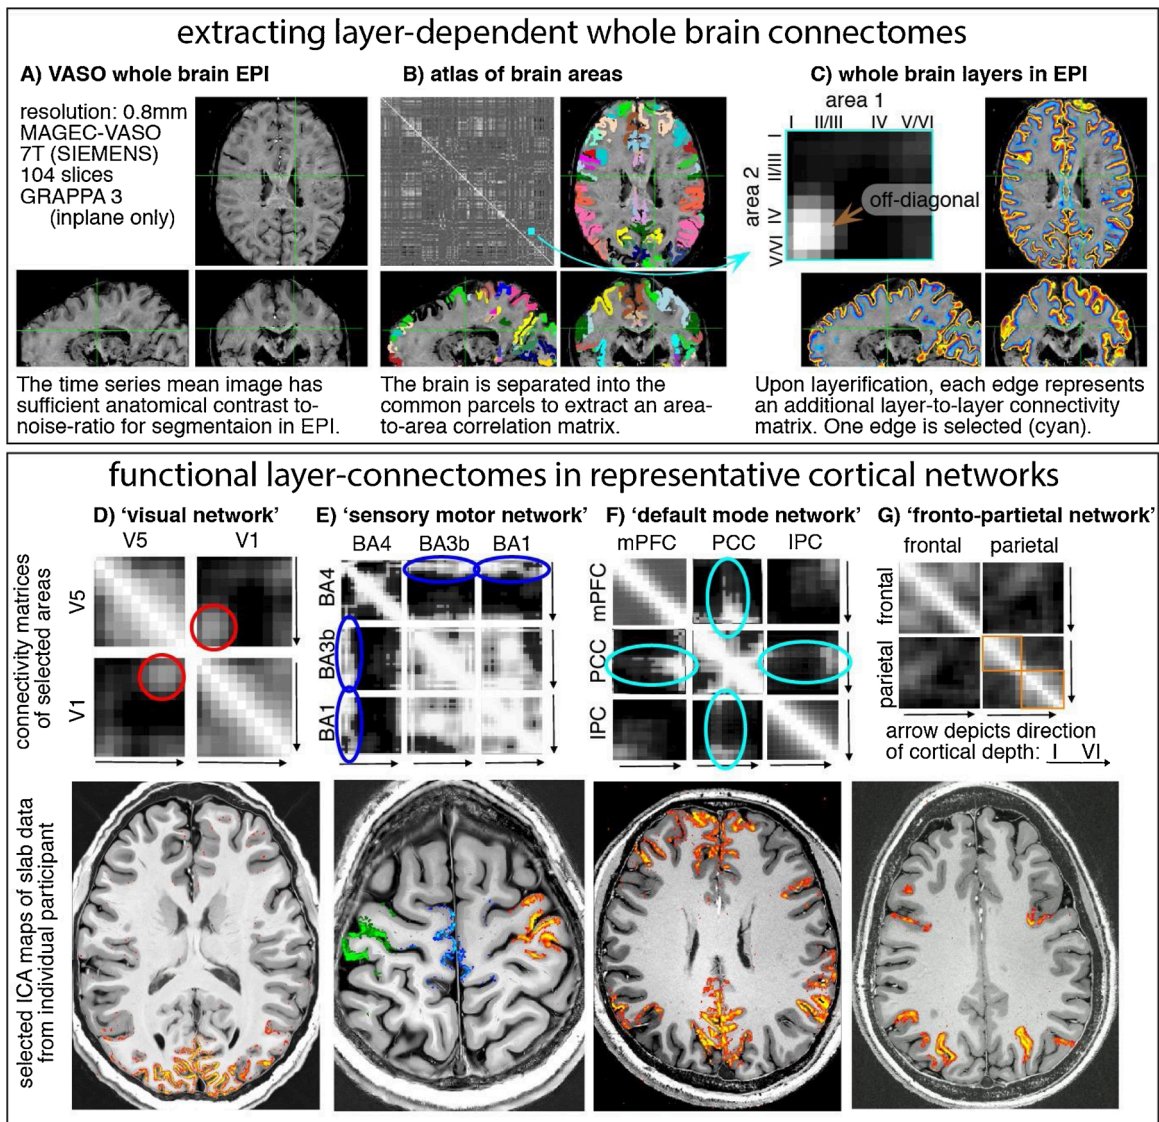 extracting layer-dependent whole brain connectomes
A) VASO whole brain EPI
resolution: 0.8mm
MAGEC-VASO
7T (SIEMENS)
104 slices
GRAPPA 3
(inplane only)
The time series mean image has
sufficient anatomical contrast to-
noise-ratio for segmentaion in EPI.
B) atlas of brain areas
The brain is separated into the
common parcels to extract an area-
to-area correlation matrix.
C) whole brain layers in EPI
area 1
I II/III IV V/VI
area 2
I
II/III
IV
V/VI
off-diagonal
Upon layerification, each edge represents
an additional layer-to-layer connectivity
matrix. One edge is selected (cyan).
functional layer-connectomes in representative cortical networks
connectivity matrices
of selected areas
D) ‘visual network’
V5 V1
V5
V1
E) ‘sensory motor network’
BA4 BA3b BA1
BA4
BA3b
BA1
F) ‘default mode network’
mPFC PCC IPC
mPFC
PCC
IPC
G) ‘fronto-partietal network’
frontal parietal
frontal
parietal
arrow depicts direction
of cortical depth: I VI
selected ICA maps of slab data
from individual participant